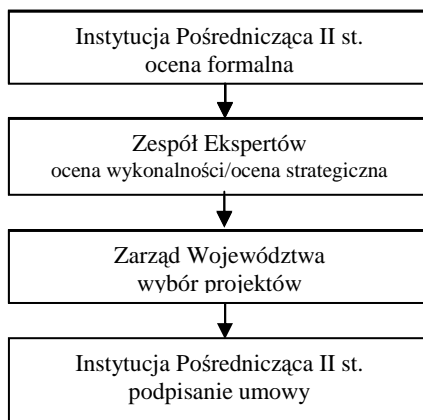 Instytucja Pośrednicząca II st.
ocena formalna
Zespół Ekspertów
ocena wykonalności/ocena strategiczna
Zarząd Województwa
wybór projektów
Instytucja Pośrednicząca II st.
podpisanie umowy